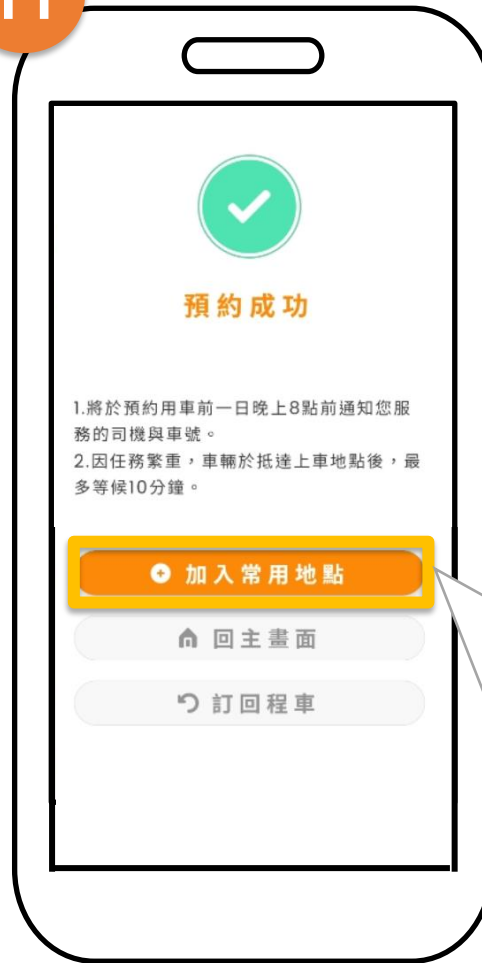 11
預約成功
1.將於預約用車前一日晚上8點前通知您服
務的司機與車號。
2.因任務繁重，車輛於抵達上車地點後，最
多等候10分鐘。
加入常用地點
回主畫面
訂回程車